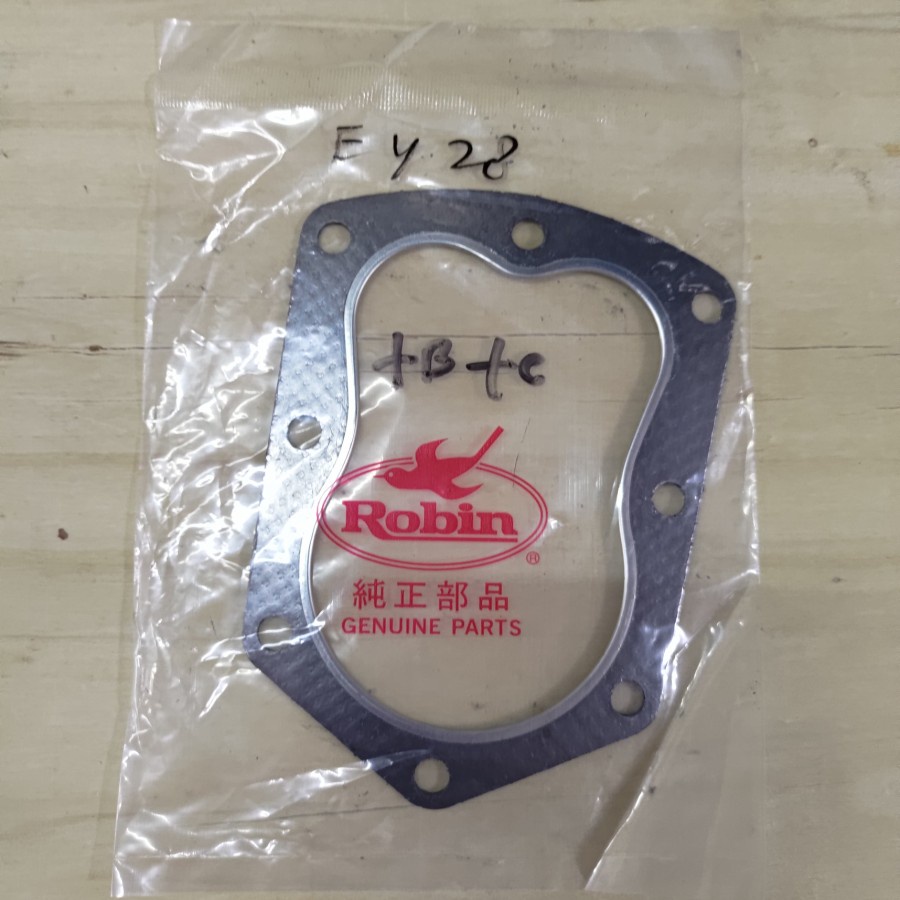 EY28
+B+C
Robin
®
純正部品
GENUINE PARTS